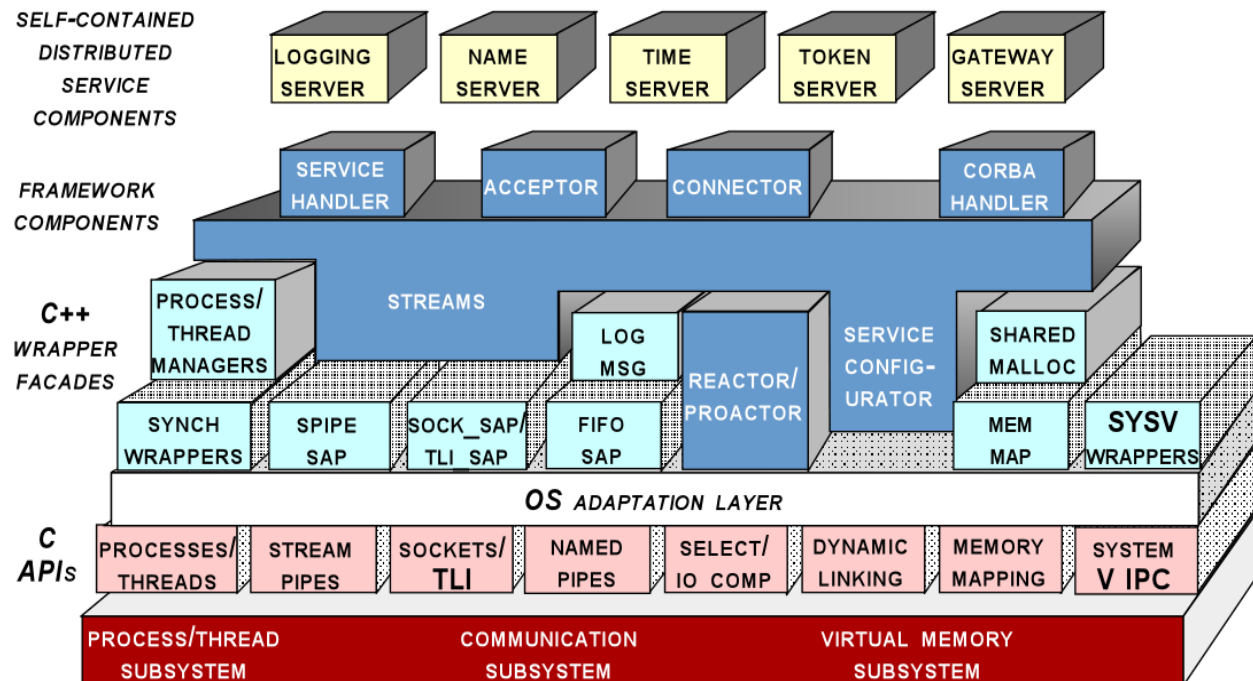 SELF-CONTAINED
DISTRIBUTED
SERVICE
COMPONENTS
LOGGING
SERVER
NAME
SERVER
TIME
SERVER
TOKEN
SERVER
GATEWAY
SERVER
FRAMEWORK
COMPONENTS
SERVICE
HANDLER
ACCEPTOR
CONNECTOR
CORBA
HANDLER
STREAMS
SERVICE
CONFIG-
URATOR
C++
WRAPPER
FACADES
PROCESS/
THREAD
MANAGERS
LOG
MSG
REACTOR/
PROACTOR
SHARED
MALLOC
SYNCH
WRAPPERS
SPIPE
SAP
SOCK_SAP/
TLI_SAP
FIFO
SAP
MEM
MAP
SYSV
WRAPPERS
OS ADAPTATION LAYER
C
APIS
PROCESSES/
THREADS
STREAM
PIPES
SOCKETS/
TLI
NAMED
PIPES
SELECT/
IO COMP
DYNAMIC
LINKING
MEMORY
MAPPING
SYSTEM
V IPC
PROCESS/THREAD
SUBSYSTEM
COMMUNICATION
SUBSYSTEM
VIRTUAL MEMORY
SUBSYSTEM